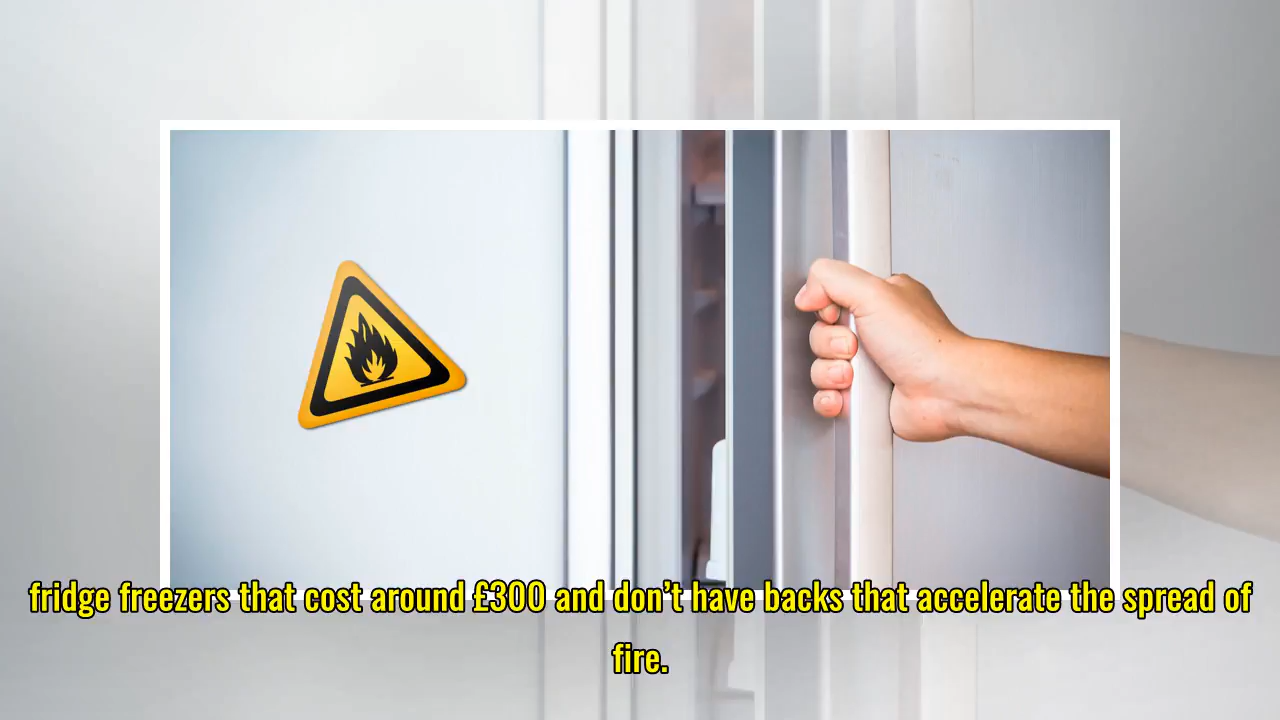 fridge freezers that cost around £300 and don’t have backs that accelerate the spread of
fire.